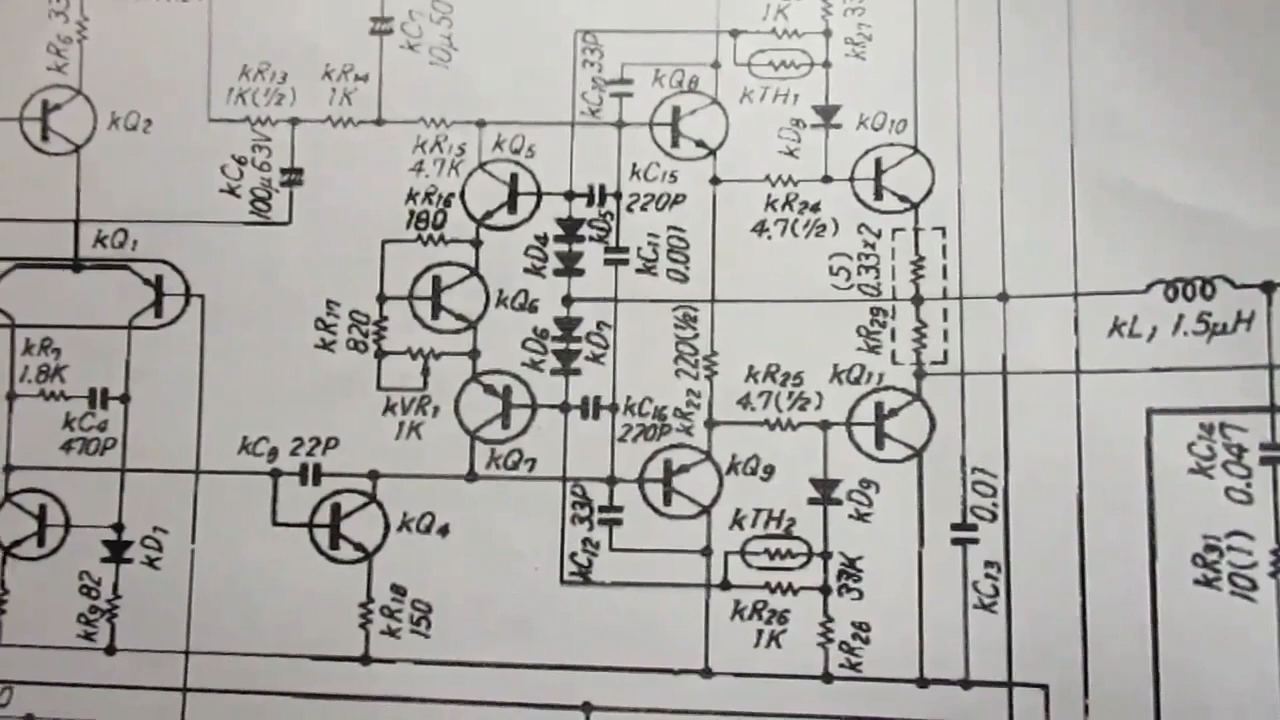 kR6 33
kC7
10μ50
kR13
1K(½)
kR14
1K
kC6
100μ63V
kQ2
kQ1
kR15
4.7K
kQ5
kR16
180
kC10 33P
kQ8
1K
kTH1
kR27 33
kD8
kQ10
kC15
220P
kD5
kD4
kC11
0.001
kR24
4.7(½)
(5)
0.33x2
kR29
kQ6
kR17
820
kD6
kD7
kVR1
1K
kQ7
kR22 220(½)
kR25
4.7(½)
kQ11
kL1 1.5μH
kR7
1.8K
kC4
470P
kC9 22P
kQ4
kC16
220P
kQ9
kC12 33P
kTH2
kD9
kD1
kR9 82
kR18
150
kR26
1K
33K
kR28
kC13
0.01
kC14
0.047
kR31
10(1)